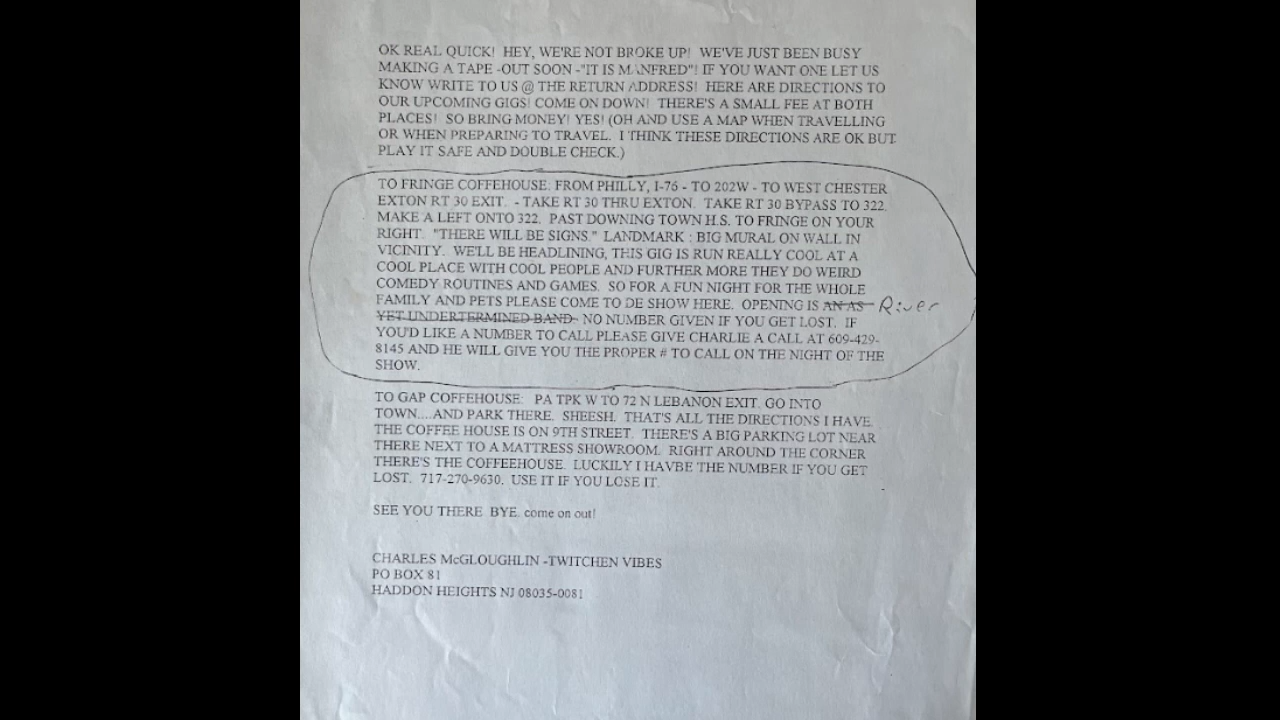 OK REAL QUICK! HEY, WE'RE NOT BROKE UP! WE'VE JUST BEEN BUSY
MAKING A TAPE -OUT SOON -"IT IS MANFRED"! IF YOU WANT ONE LET US
KNOW WRITE TO US @ THE RETURN ADDRESS! HERE ARE DIRECTIONS TO
OUR UPCOMING GIGS! COME ON DOWN! THERE'S A SMALL FEE AT BOTH
PLACES! SO BRING MONEY! YES! (OH AND USE A MAP WHEN TRAVELLING
OR WHEN PREPARING TO TRAVEL. I THINK THESE DIRECTIONS ARE OK BUT
PLAY IT SAFE AND DOUBLE CHECK.)
TO FRINGE COFFEHOUSE: FROM PHILLY, I-76 - TO 202W - TO WEST CHESTER
EXTON RT 30 EXIT. - TAKE RT 30 THRU EXTON. TAKE RT 30 BYPASS TO 322.
MAKE A LEFT ONTO 322. PAST DOWNING TOWN H.S. TO FRINGE ON YOUR
RIGHT. "THERE WILL BE SIGNS." LANDMARK : BIG MURAL ON WALL IN
VICINITY. WE'LL BE HEADLINING, THIS GIG IS RUN REALLY COOL AT A
COOL PLACE WITH COOL PEOPLE AND FURTHER MORE THEY DO WEIRD
COMEDY ROUTINES AND GAMES. SO FOR A FUN NIGHT FOR THE WHOLE
FAMILY AND PETS PLEASE COME TO DE SHOW HERE. OPENING IS AN AS River
YET UNDERTERMINED BAND. NO NUMBER GIVEN IF YOU GET LOST. IF
YOU'D LIKE A NUMBER TO CALL PLEASE GIVE CHARLIE A CALL AT 609-429-
8145 AND HE WILL GIVE YOU THE PROPER # TO CALL ON THE NIGHT OF THE
SHOW.
TO GAP COFFEHOUSE: PA TPK W TO 72 N LEBANON EXIT. GO INTO
TOWN....AND PARK THERE. SHEESH. THAT'S ALL THE DIRECTIONS I HAVE.
THE COFFEE HOUSE IS ON 9TH STREET. THERE'S A BIG PARKING LOT NEAR
THERE NEXT TO A MATTRESS SHOWROOM. RIGHT AROUND THE CORNER
THERE'S THE COFFEEHOUSE. LUCKILY I HAVBE THE NUMBER IF YOU GET
LOST. 717-270-9630. USE IT IF YOU LOSE IT.
SEE YOU THERE BYE. come on out!
CHARLES McGLOUGHLIN -TWITCHEN VIBES
PO BOX 81
HADDON HEIGHTS NJ 08035-0081